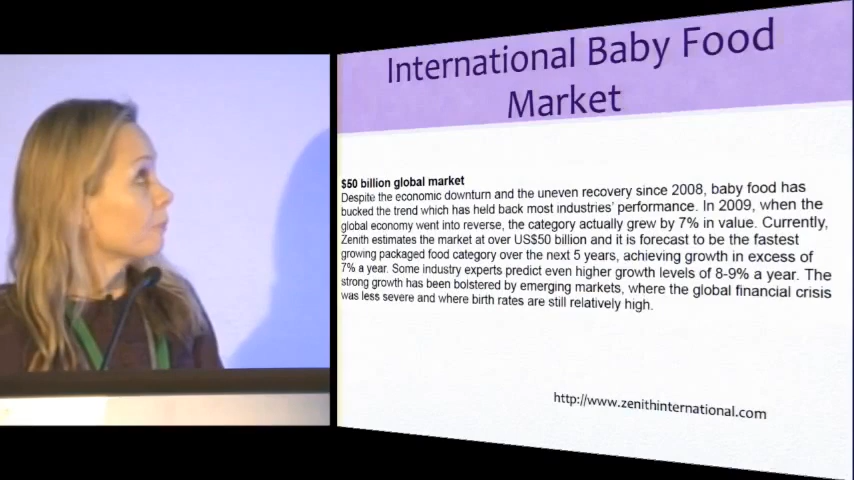 International Baby Food
Market
$50 billion global market
Despite the economic downturn and the uneven recovery since 2008, baby food has
bucked the trend which has held back most industries' performance. In 2009, when the
global economy went into reverse, the category actually grew by 7% in value. Currently,
Zenith estimates the market at over US$50 billion and it is forecast to be the fastest
growing packaged food category over the next 5 years, achieving growth in excess of
7% a year. Some industry experts predict even higher growth levels of 8-9% a year. The
strong growth has been bolstered by emerging markets, where the global financial crisis
was less severe and where birth rates are still relatively high.
http://www.zenithinternational.com